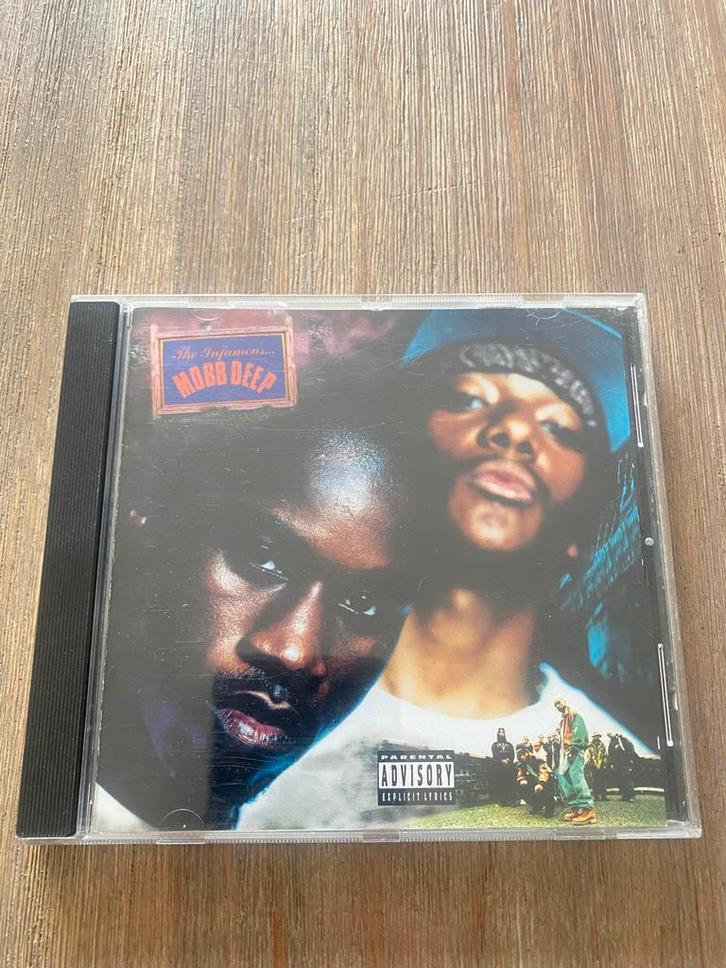 The Infamous...
MOBB DEEP
PARENTAL
ADVISORY
EXPLICIT LYRICS